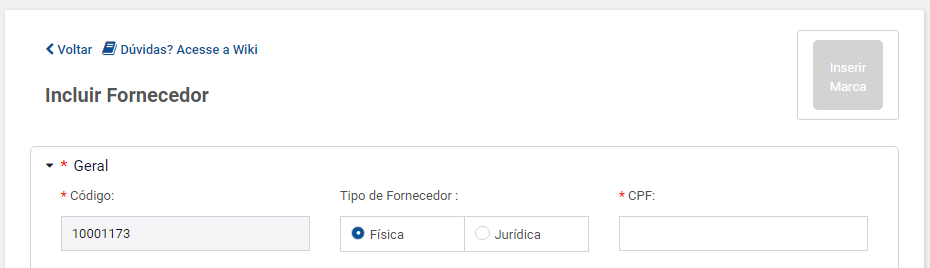 Voltar Dúvidas? Acesse a Wiki
Inserir
Marca
Incluir Fornecedor
* Geral
* Código: Tipo de Fornecedor : * CPF:
10001173 Física Jurídica